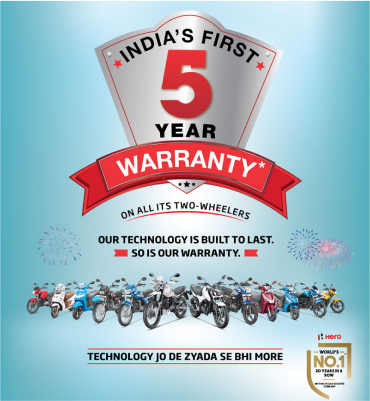 INDIA'S FIRST
5
YEAR
WARRANTY*
ON ALL ITS TWO-WHEELERS
OUR TECHNOLOGY IS BUILT TO LAST.
SO IS OUR WARRANTY.
TECHNOLOGY JO DE ZYADA SE BHI MORE
Hero
WORLD'S
NO.1
20 YEARS IN A
ROW
COMPANY